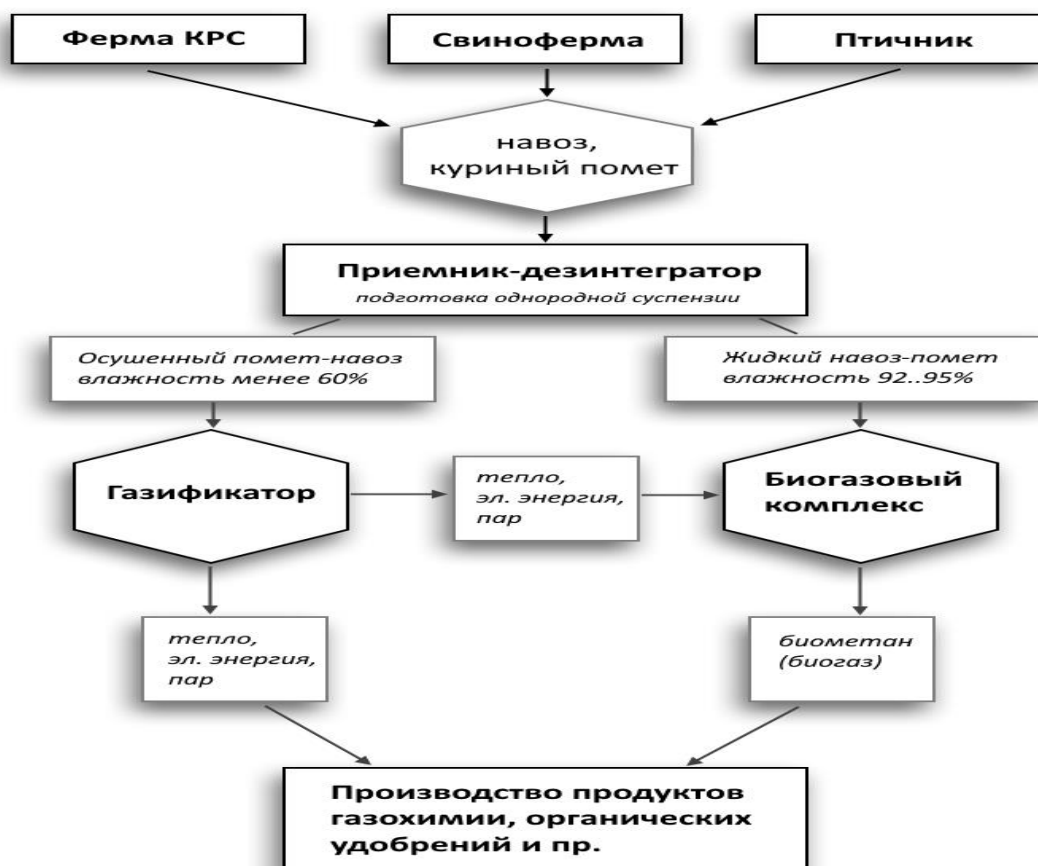 Ферма КРС
Свиноферма
Птичник
навоз,
куриный помет
Приемник-дезинтегратор
подготовка однородной суспензии
Осушенный помет-навоз
влажность менее 60%
Жидкий навоз-помет
влажность 92..95%
Газификатор
тепло,
эл. энергия,
пар
Биогазовый
комплекс
тепло,
эл. энергия,
пар
биометан
(биогаз)
Производство продуктов
газохимии, органических
удобрений и пр.